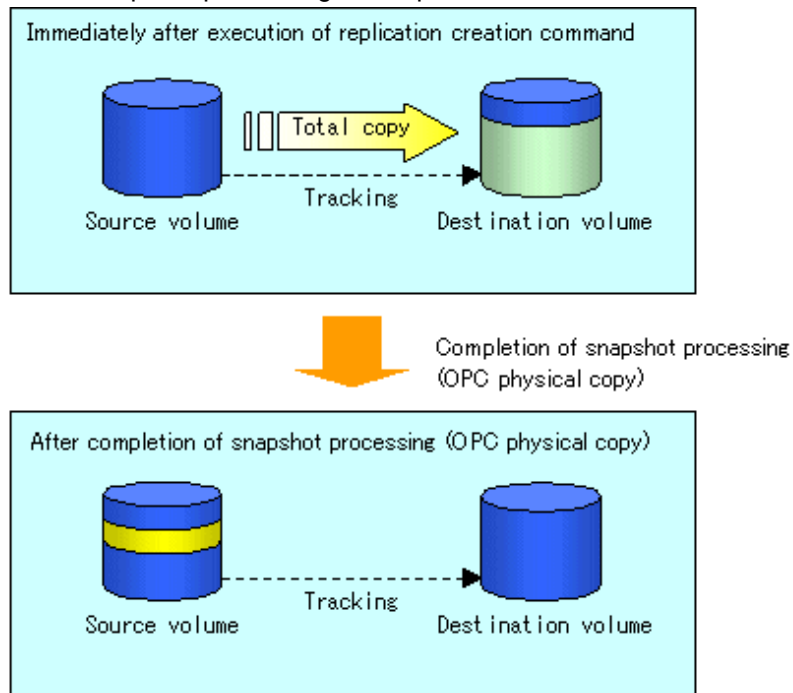 Immediately after execution of replication creation command
Total copy
Tracking
Source volume
Destination volume
Completion of snapshot processing
(OPC physical copy)
After completion of snapshot processing (OPC physical copy)
Tracking
Source volume
Destination volume